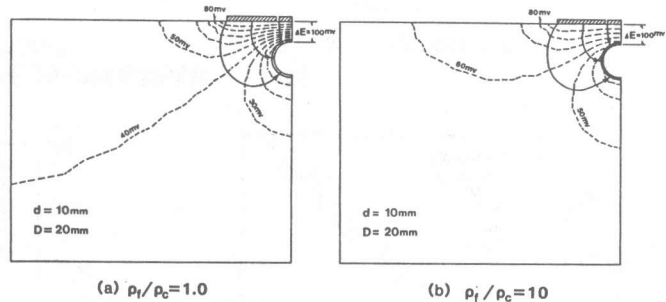 80mv
ΔE=100mv
50mv
40mv
30mv
d = 10mm
D = 20mm
(a) ρf/ρc=1.0
80mv
ΔE=100mv
60mv
50mv
d = 10mm
D = 20mm
(b) ρf/ρc=10